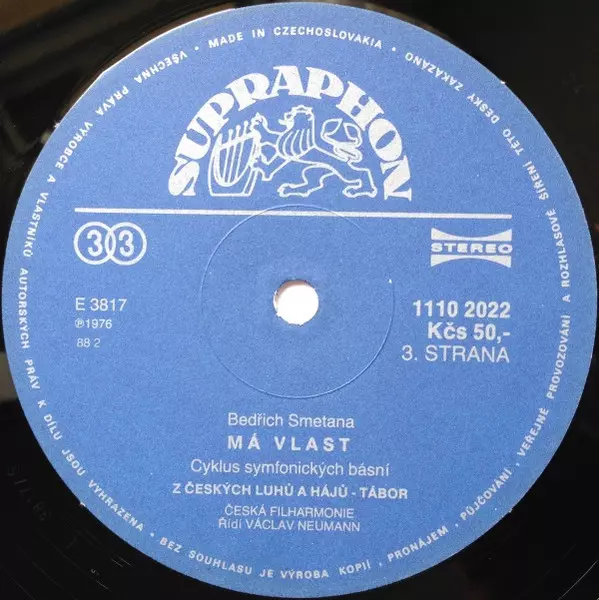 VŠECHNA PRÁVA VÝROBCE A VLASTNÍKŮ AUTORSKÝCH PRÁV K DÍLU JSOU VYHRAZENA • BEZ SOUHLASU JE VÝROBA KOPIÍ, PRONÁJEM, PŮJČOVÁNÍ, VEŘEJNÉ PROVOZOVÁNÍ A ROZHLASOVÉ ŠÍŘENÍ TÉTO DESKY ZAKÁZÁNO • MADE IN CZECHOSLOVAKIA •
SUPRAPHON
33
STEREO
E 3817
℗1976
88 2
1110 2022
Kčs 50,-
3. STRANA
Bedřich Smetana
MÁ VLAST
Cyklus symfonických básní
Z ČESKÝCH LUHŮ A HÁJŮ - TÁBOR
ČESKÁ FILHARMONIE
Řídí VÁCLAV NEUMANN